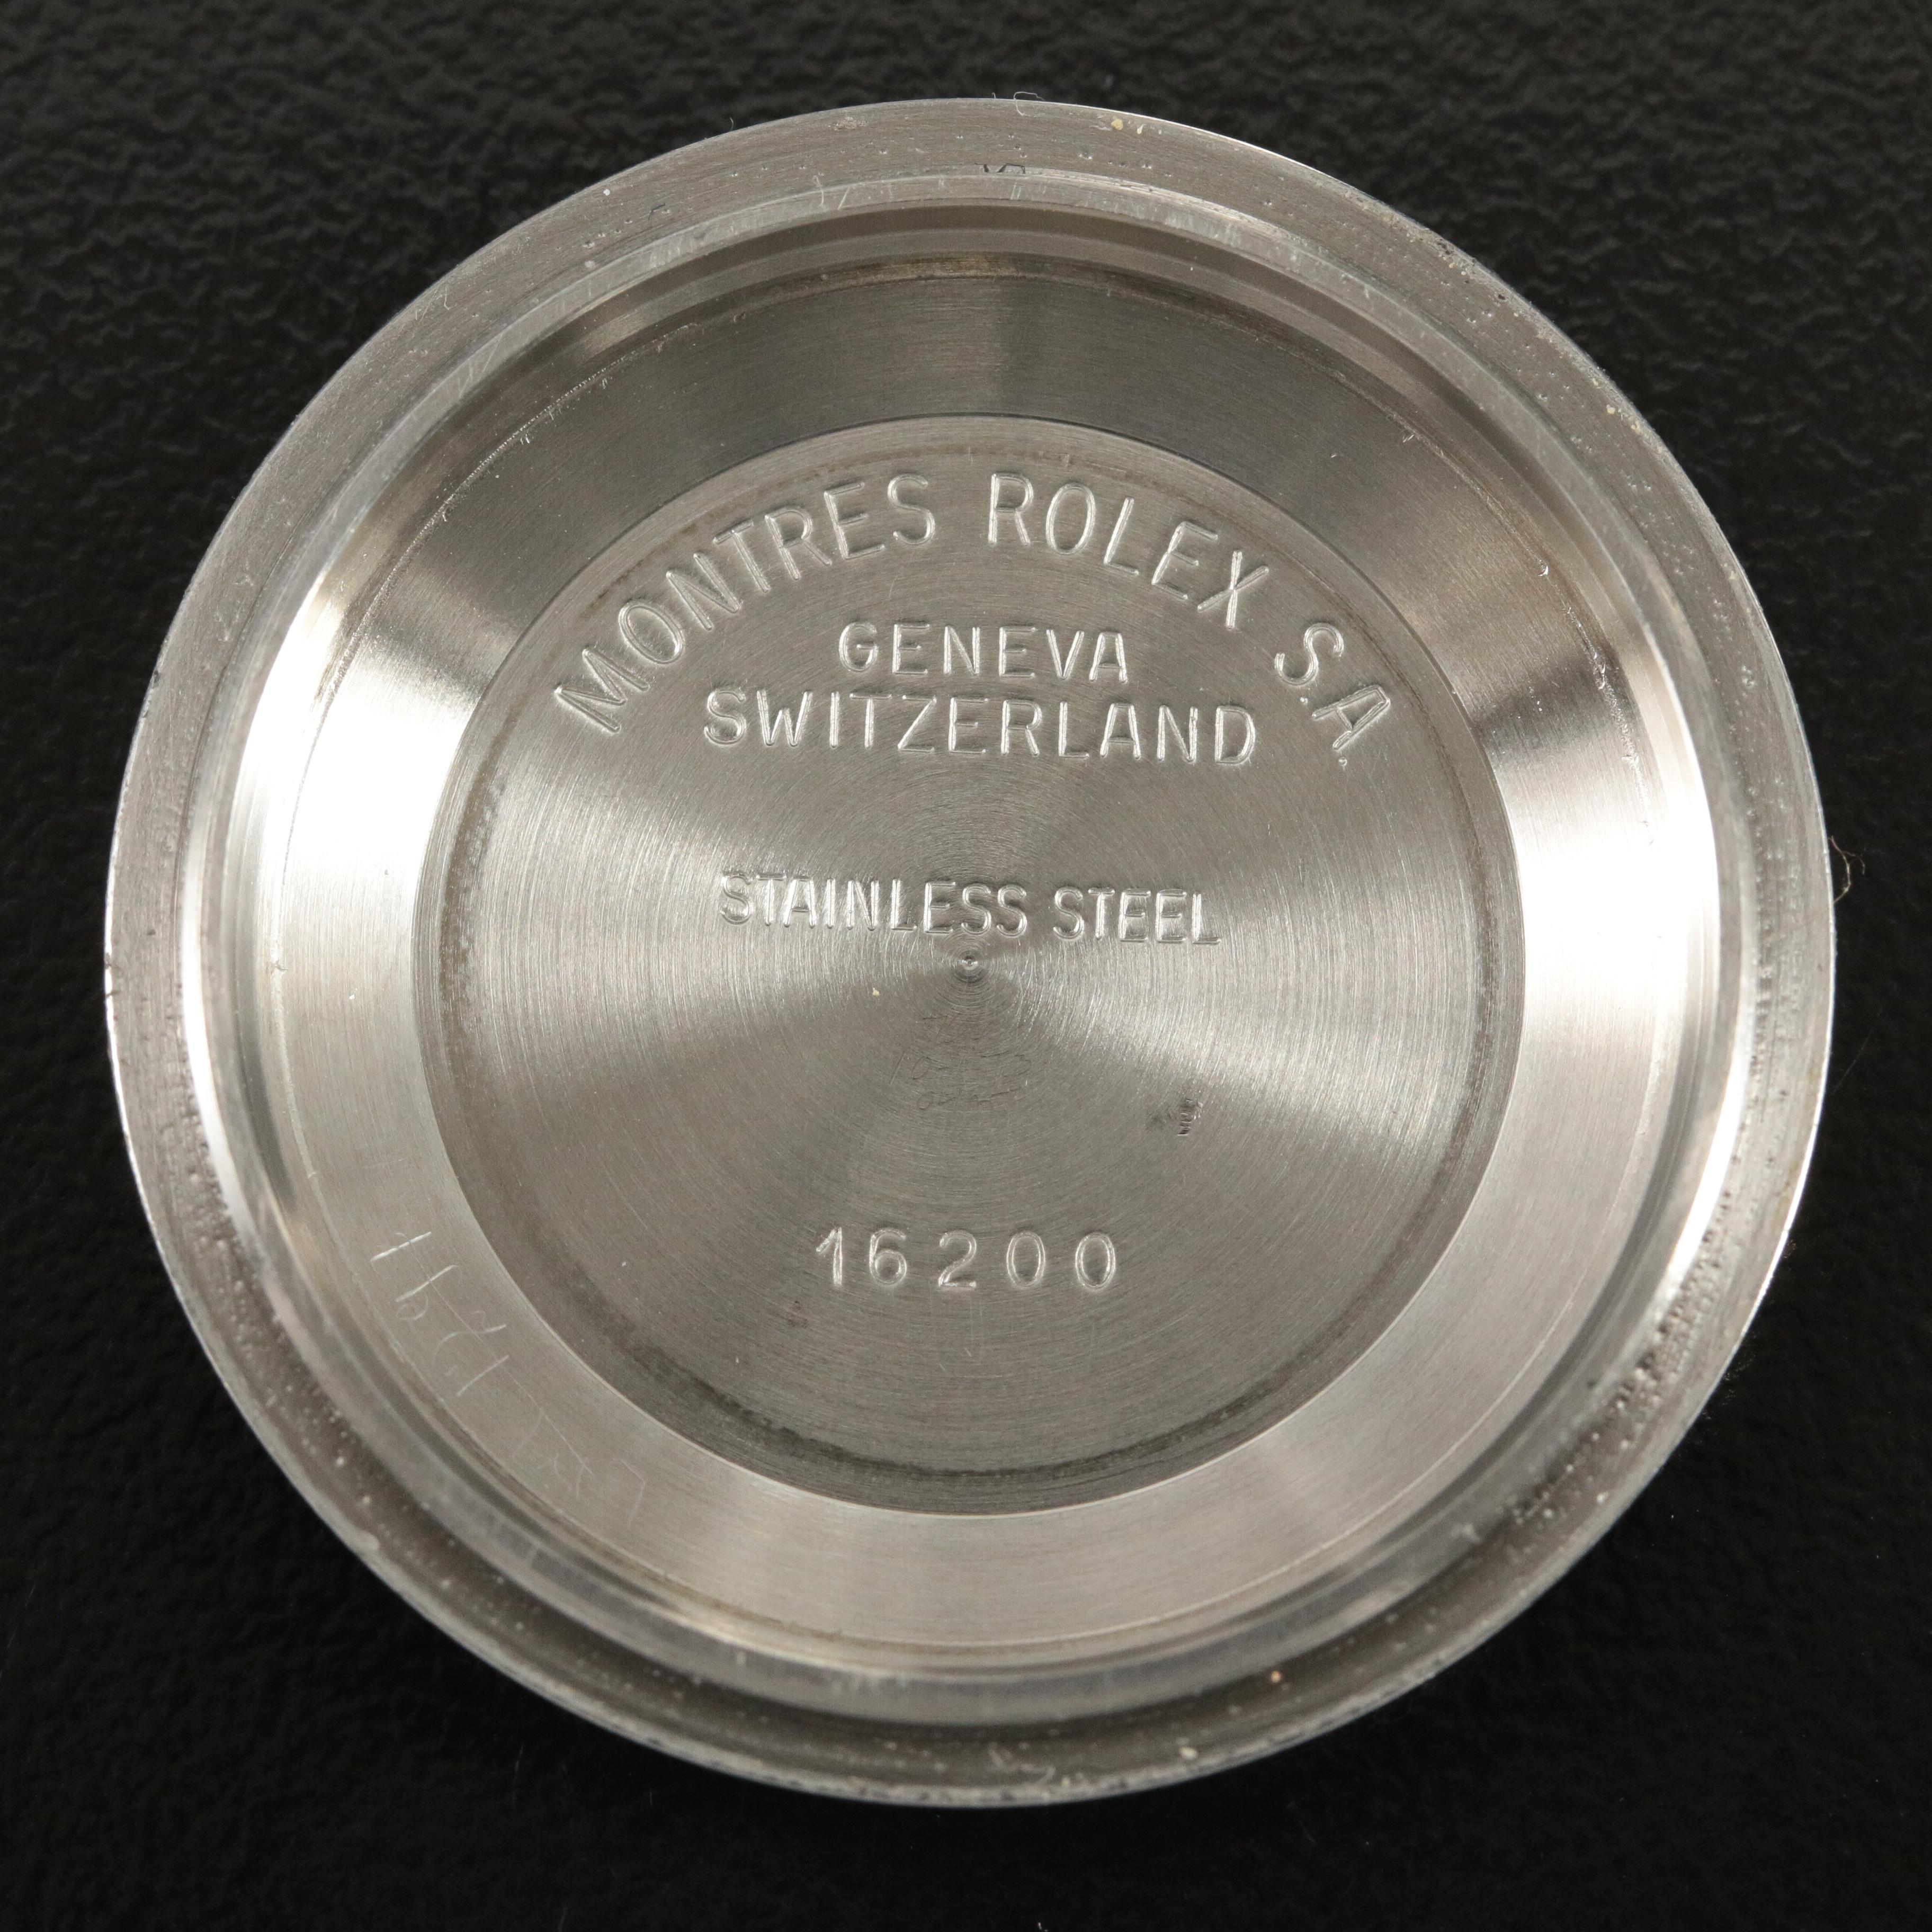 MONTRES ROLEX S.A.
GENEVA
SWITZERLAND
STAINLESS STEEL
16200